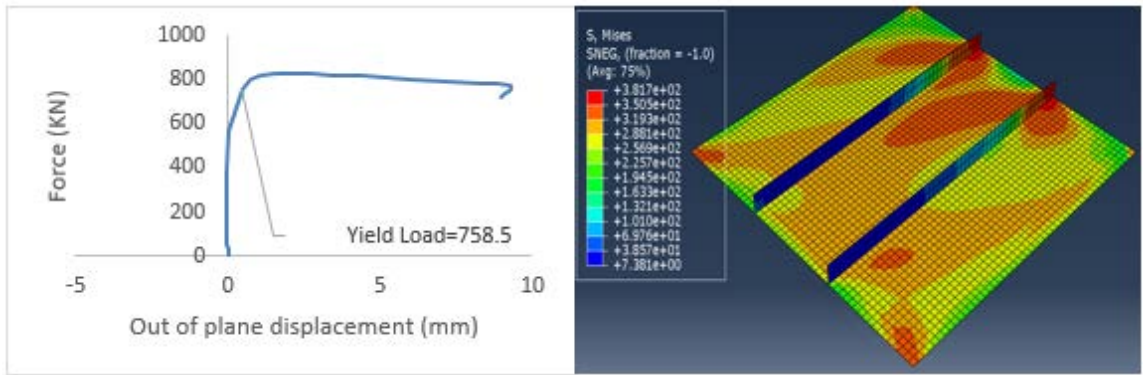 1000
800
600
400
200
0
-5
0
5
10
Force (KN)
Yield Load=758.5
Out of plane displacement (mm)
S, Mises
SNEG, (fraction = -1.0)
(Avg: 75%)
+3.817e+02
+3.505e+02
+3.193e+02
+2.881e+02
+2.569e+02
+2.257e+02
+1.945e+02
+1.633e+02
+1.321e+02
+1.010e+02
+6.976e+01
+3.857e+01
+7.381e+00